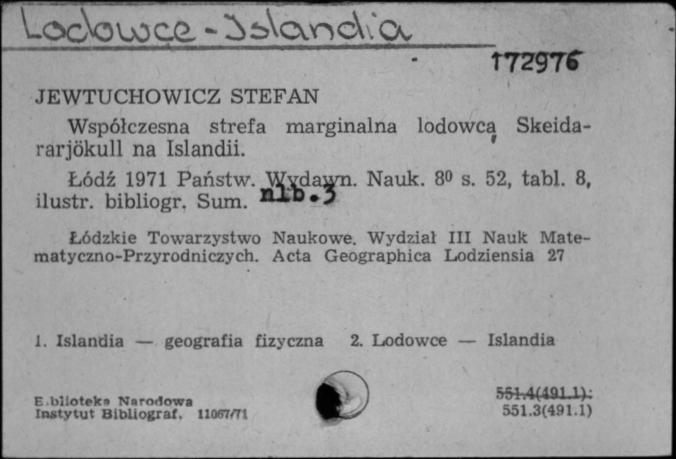 Lodowce - Islandia
172976
JEWTUCHOWICZ STEFAN
Współczesna strefa marginalna lodowcą Skeida-
rarjökull na Islandii.
Łódź 1971 Państw. Wydawn. Nauk. 8⁰ s. 52, tabl. 8,
ilustr. bibliogr. Sum. nlb. 3
Łódzkie Towarzystwo Naukowe. Wydział III Nauk Mate-
matyczno-Przyrodniczych. Acta Geographica Lodziensia 27
1. Islandia — geografia fizyczna 2. Lodowce — Islandia
Biblioteka Narodowa
Instytut Bibliograf. 11067/71
551.4(491.1):
551.3(491.1)